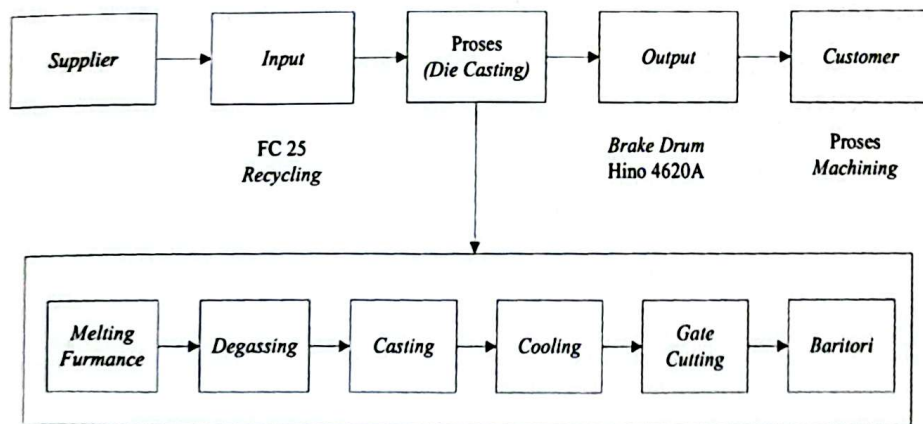 Supplier
Input
Proses
(Die Casting)
Output
Customer
FC 25
Recycling
Brake Drum
Hino 4620A
Proses
Machining
Melting
Furmance
Degassing
Casting
Cooling
Gate
Cutting
Baritori